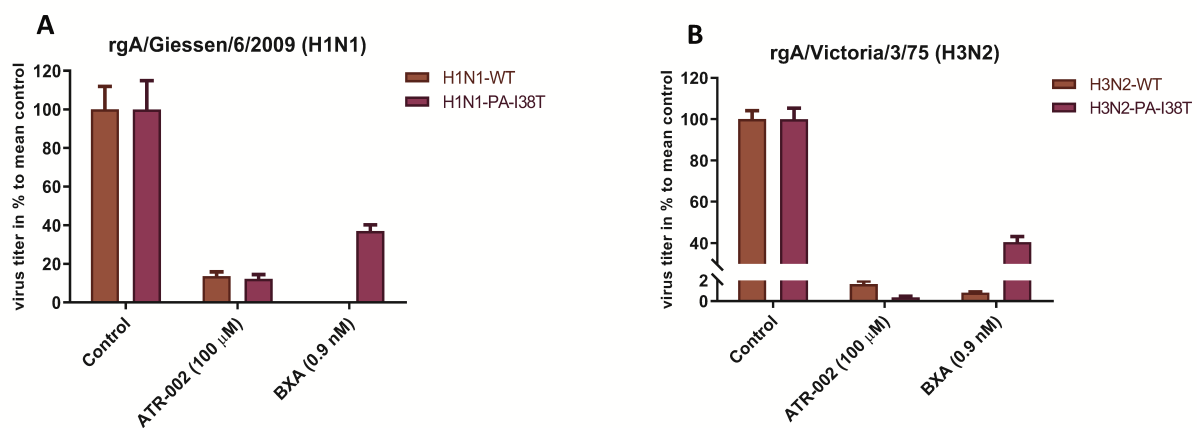 A
rgA/Giessen/6/2009 (H1N1)
virus titer in % to mean control
120
100
80
60
40
20
0
Control
ATR-002 (100 μM)
BXA (0.9 nM)
H1N1-WT
H1N1-PA-I38T
B
rgA/Victoria/3/75 (H3N2)
virus titer in % to mean control
120
100
80
60
40
2
0
Control
ATR-002 (100 μM)
BXA (0.9 nM)
H3N2-WT
H3N2-PA-I38T